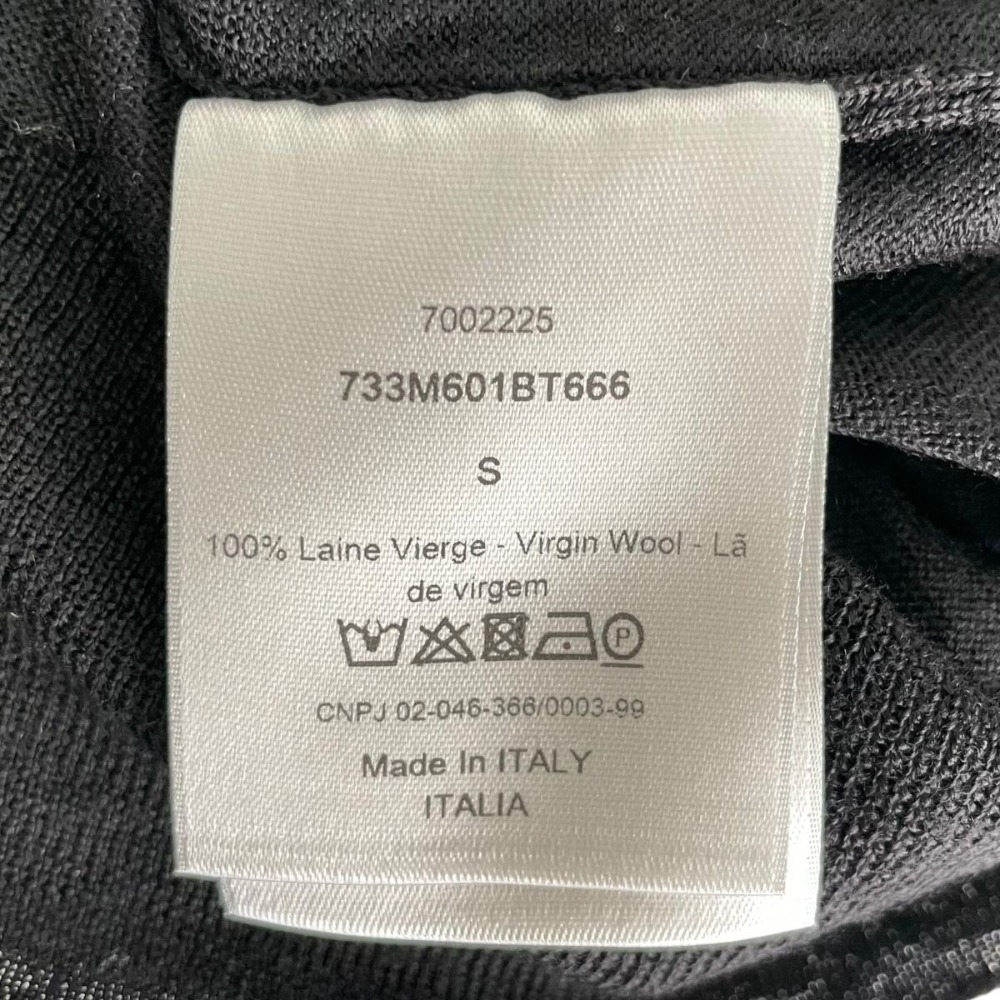 7002225
733M601BT666
S
100% Laine Vierge - Virgin Wool - Lã
de virgem
P
CNPJ 02-046-366/0003-99
Made In ITALY
ITALIA